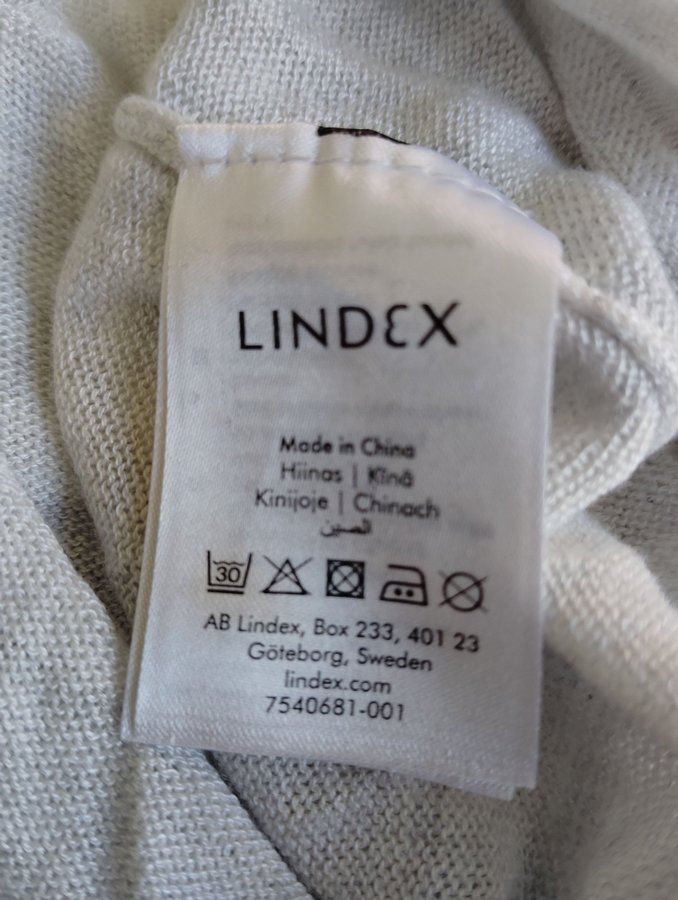 LINDEX
Made in China
Hiinas | Ķīnā
Kinijoje | Chinach
الصين
30
AB Lindex, Box 233, 401 23
Göteborg, Sweden
lindex.com
7540681-001